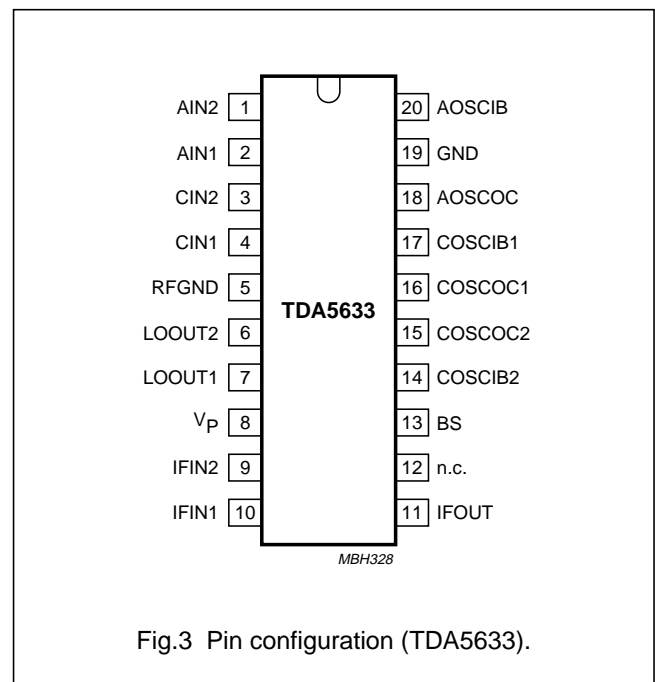 AIN2 1
AIN1 2
CIN2 3
CIN1 4
RFGND 5
LOOUT2 6
LOOUT1 7
VP 8
IFIN2 9
IFIN1 10
TDA5633
20 AOSCIB
19 GND
18 AOSCOC
17 COSCIB1
16 COSCOC1
15 COSCOC2
14 COSCIB2
13 BS
12 n.c.
11 IFOUT
MBH328
Fig.3 Pin configuration (TDA5633).